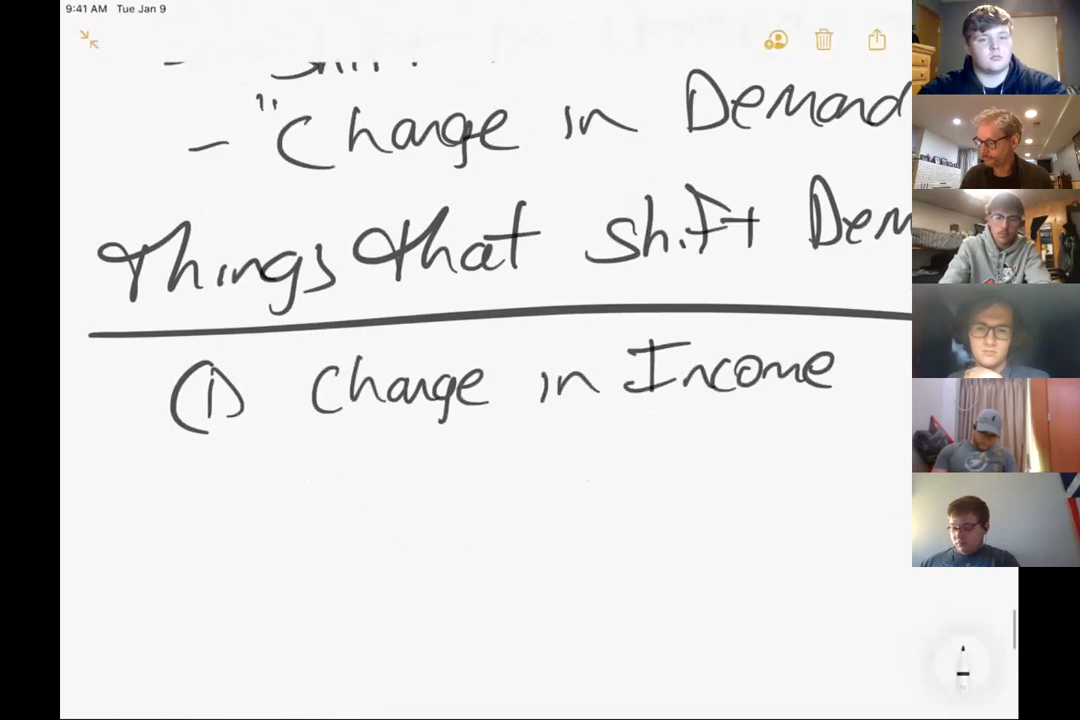 9:41 AM Tue Jan 9
- "Change in Demand
Things that shift Dem
① Change in Income